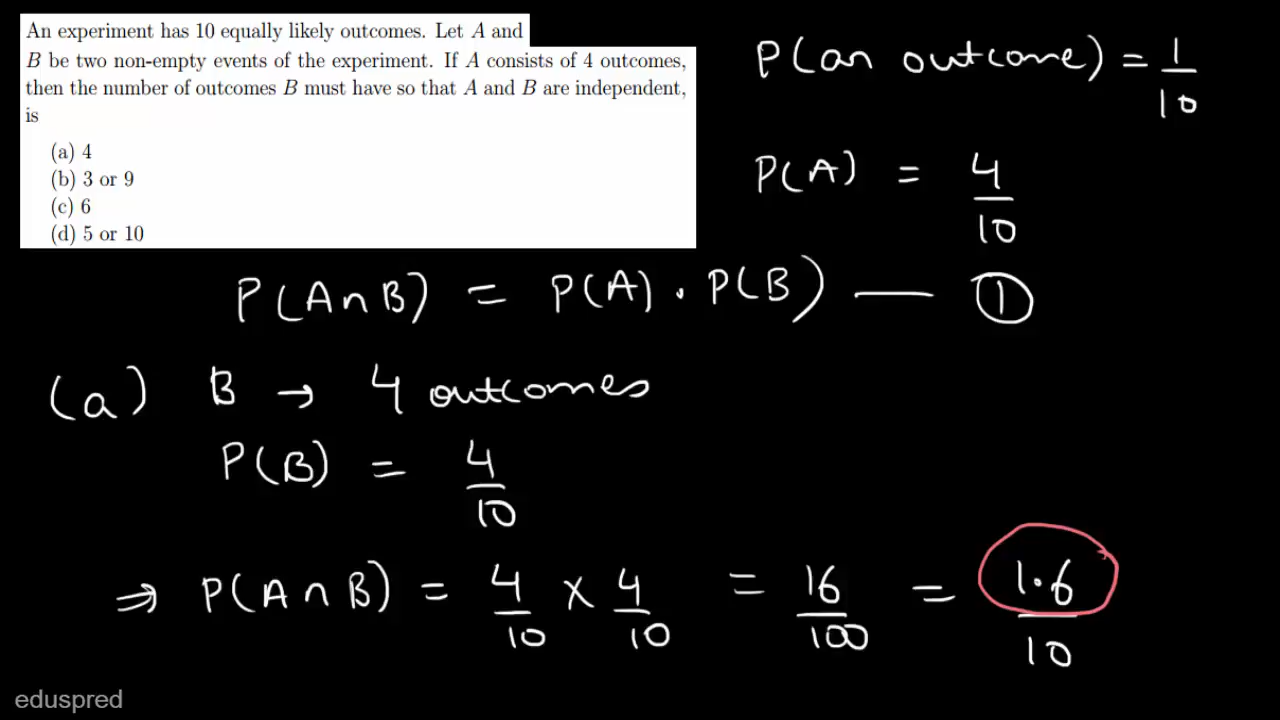 An experiment has 10 equally likely outcomes. Let A and
B be two non-empty events of the experiment. If A consists of 4 outcomes,
then the number of outcomes B must have so that A and B are independent,
is
(a) 4
(b) 3 or 9
(c) 6
(d) 5 or 10
P(an outcome) = 1/10
P(A) = 4/10
P(A∩B) = P(A) . P(B) — ①
(a) B → 4 outcomes
P(B) = 4/10
⇒ P(A∩B) = 4/10 × 4/10 = 16/100 = 1.6/10
eduspred